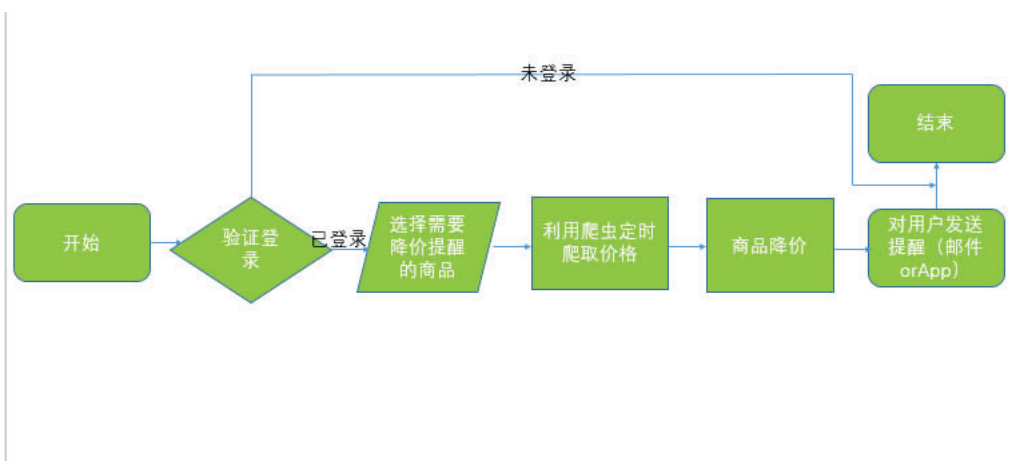 未登录
结束
开始
验证登
录
已登录
选择需要
降价提醒
的商品
利用爬虫定时
爬取价格
商品降价
对用户发送
提醒（邮件
orApp）